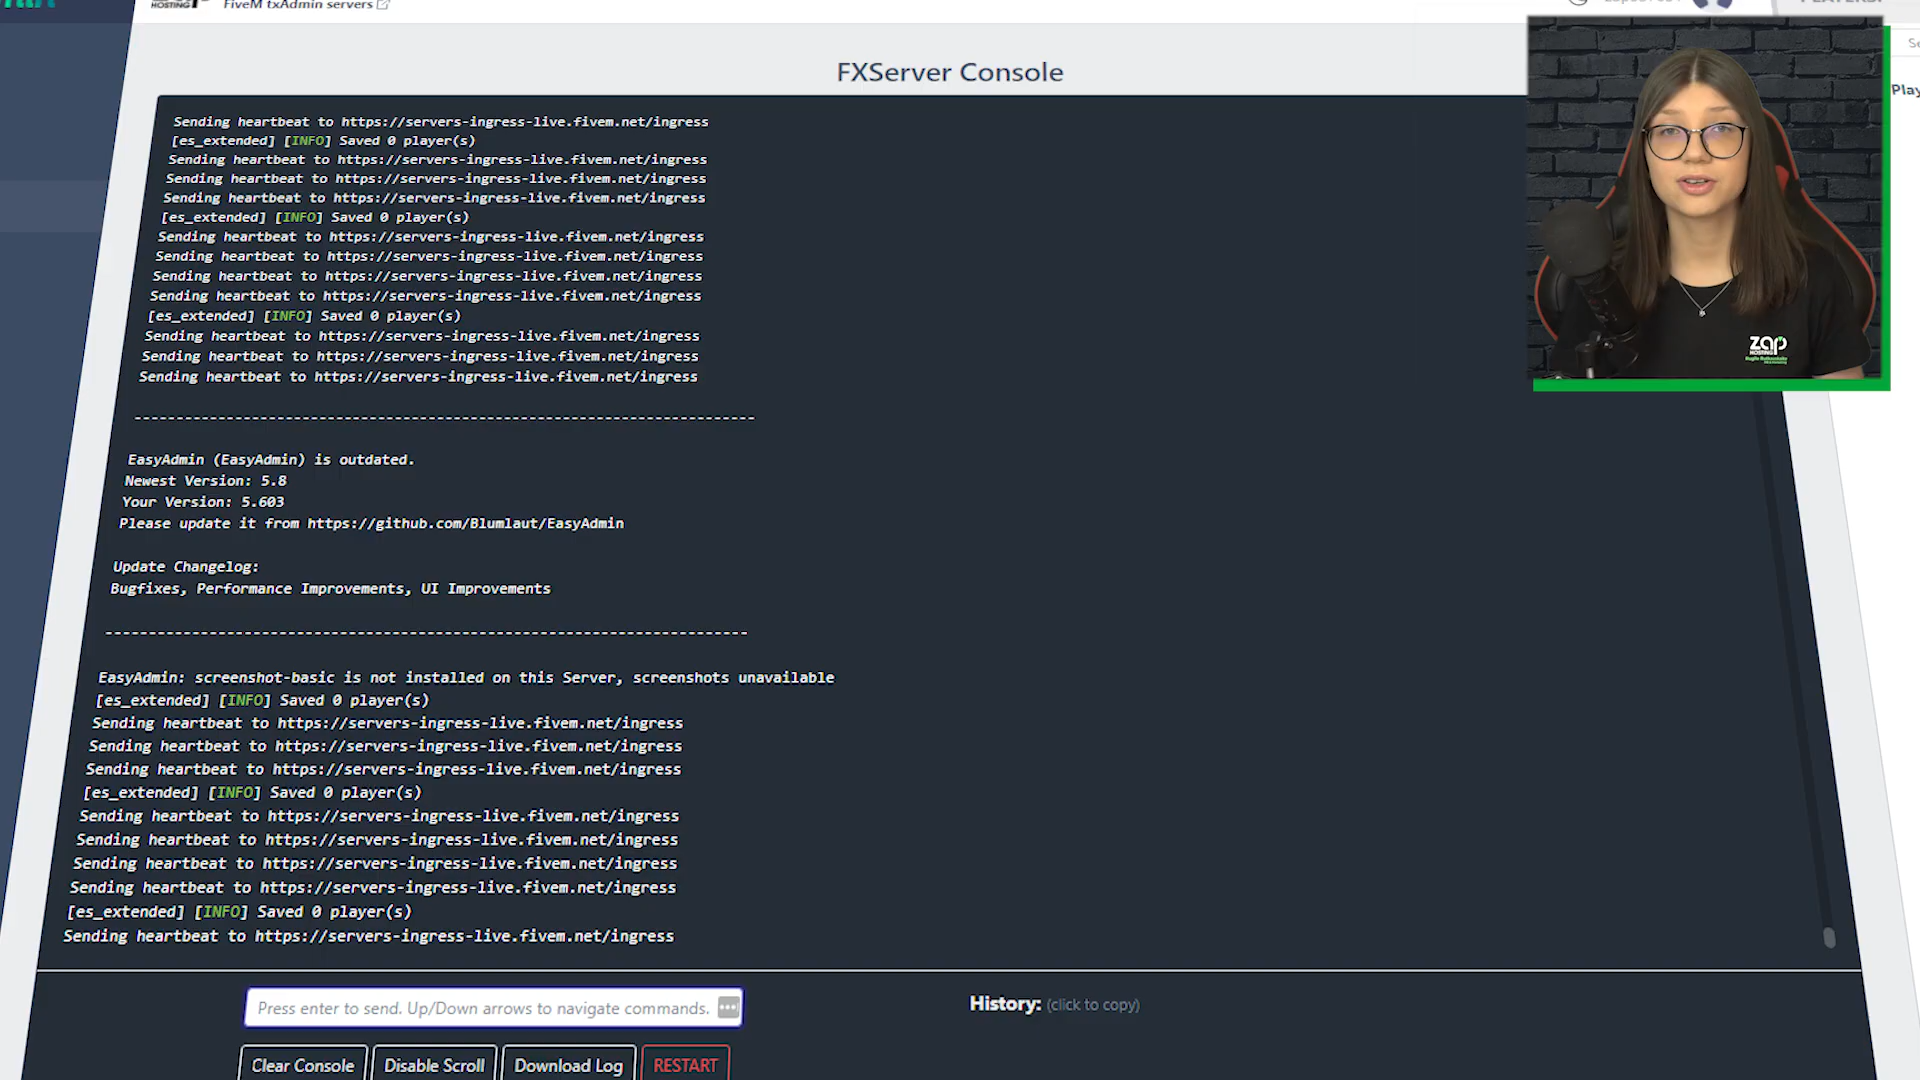 HOSTING
FiveM txAdmin servers
PLAYERS
Se
FXServer Console
Play
Sending heartbeat to https://servers-ingress-live.fivem.net/ingress
[es_extended] [INFO] Saved 0 player(s)
Sending heartbeat to https://servers-ingress-live.fivem.net/ingress
Sending heartbeat to https://servers-ingress-live.fivem.net/ingress
Sending heartbeat to https://servers-ingress-live.fivem.net/ingress
[es_extended] [INFO] Saved 0 player(s)
Sending heartbeat to https://servers-ingress-live.fivem.net/ingress
Sending heartbeat to https://servers-ingress-live.fivem.net/ingress
Sending heartbeat to https://servers-ingress-live.fivem.net/ingress
Sending heartbeat to https://servers-ingress-live.fivem.net/ingress
[es_extended] [INFO] Saved 0 player(s)
Sending heartbeat to https://servers-ingress-live.fivem.net/ingress
Sending heartbeat to https://servers-ingress-live.fivem.net/ingress
Sending heartbeat to https://servers-ingress-live.fivem.net/ingress
zap
HOSTING
--------------------------------------------------------------------------
EasyAdmin (EasyAdmin) is outdated.
Newest Version: 5.8
Your Version: 5.603
Please update it from https://github.com/Blumlaut/EasyAdmin
Update Changelog:
Bugfixes, Performance Improvements, UI Improvements
--------------------------------------------------------------------------
EasyAdmin: screenshot-basic is not installed on this Server, screenshots unavailable
[es_extended] [INFO] Saved 0 player(s)
Sending heartbeat to https://servers-ingress-live.fivem.net/ingress
Sending heartbeat to https://servers-ingress-live.fivem.net/ingress
Sending heartbeat to https://servers-ingress-live.fivem.net/ingress
[es_extended] [INFO] Saved 0 player(s)
Sending heartbeat to https://servers-ingress-live.fivem.net/ingress
Sending heartbeat to https://servers-ingress-live.fivem.net/ingress
Sending heartbeat to https://servers-ingress-live.fivem.net/ingress
Sending heartbeat to https://servers-ingress-live.fivem.net/ingress
[es_extended] [INFO] Saved 0 player(s)
Sending heartbeat to https://servers-ingress-live.fivem.net/ingress
Press enter to send. Up/Down arrows to navigate commands.
History: (click to copy)
Clear Console
Disable Scroll
Download Log
RESTART